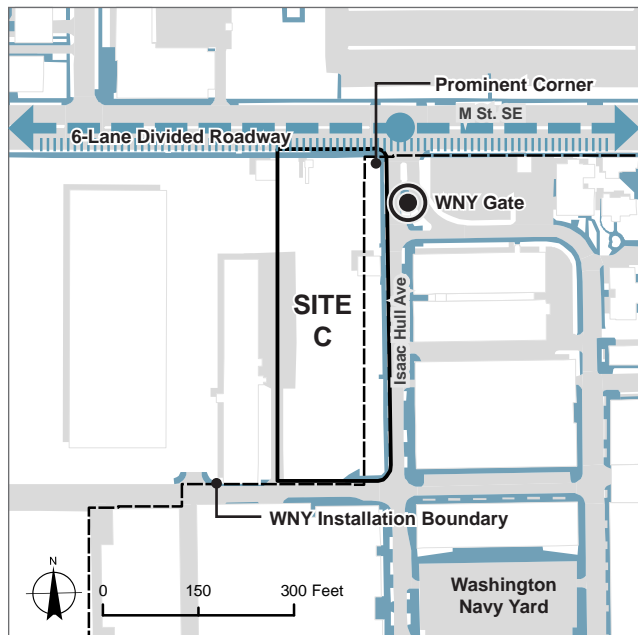 Prominent Corner
M St. SE
6-Lane Divided Roadway
WNY Gate
SITE
C
Isaac Hull Ave
WNY Installation Boundary
N
0 150 300 Feet
Washington
Navy Yard